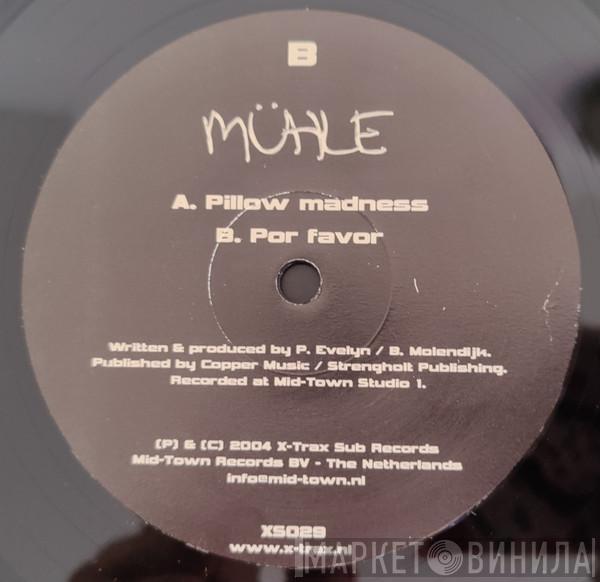 B
MÜHLE
A. Pillow madness
B. Por favor
Written & produced by P. Evelyn / B. Molendijk.
Published by Copper Music / Strengholt Publishing.
Recorded at Mid-Town Studio 1.
(P) & (C) 2004 X-Trax Sub Records
Mid-Town Records BV - The Netherlands
info@mid-town.nl
XS029
www.x-trax.nl
МАРКЕТ ВИНИЛА